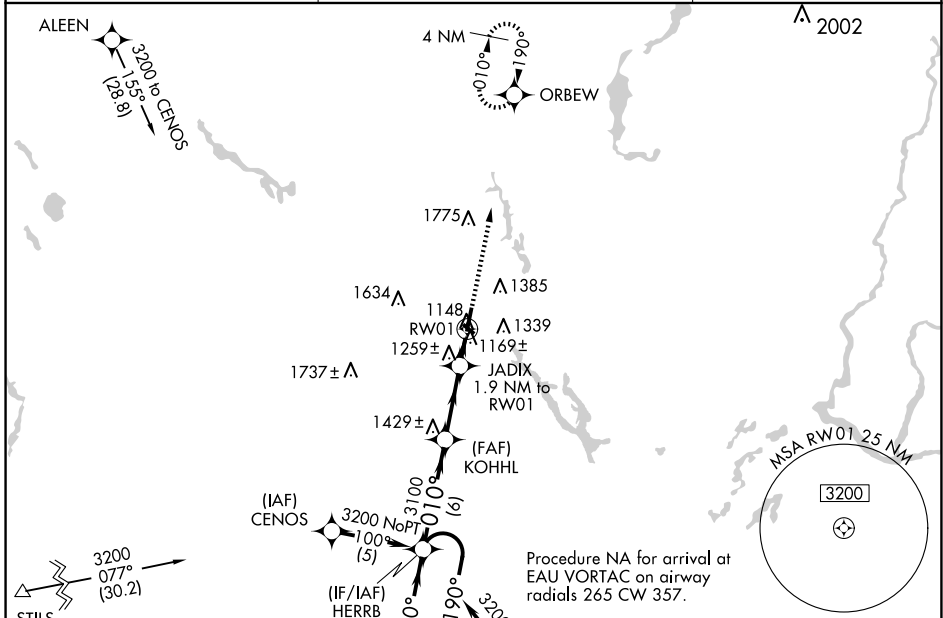 ALEEN
3200 to CENOS
155°
(28.8)
4 NM
010°
190°
ORBEW
2002
1775
1634
1385
1148
RW01
1339
1259±
1169±
1737±
JADIX
1.9 NM to
RW01
1429±
(FAF)
KOHHL
MSA RW01 25 NM
3200
3100
010°
(6)
(IAF)
CENOS
3200 NoPT
100°
(5)
3200
077°
(30.2)
(IF/IAF)
HERRB
190°
3200
Procedure NA for arrival at
EAU VORTAC on airway
radials 265 CW 357.